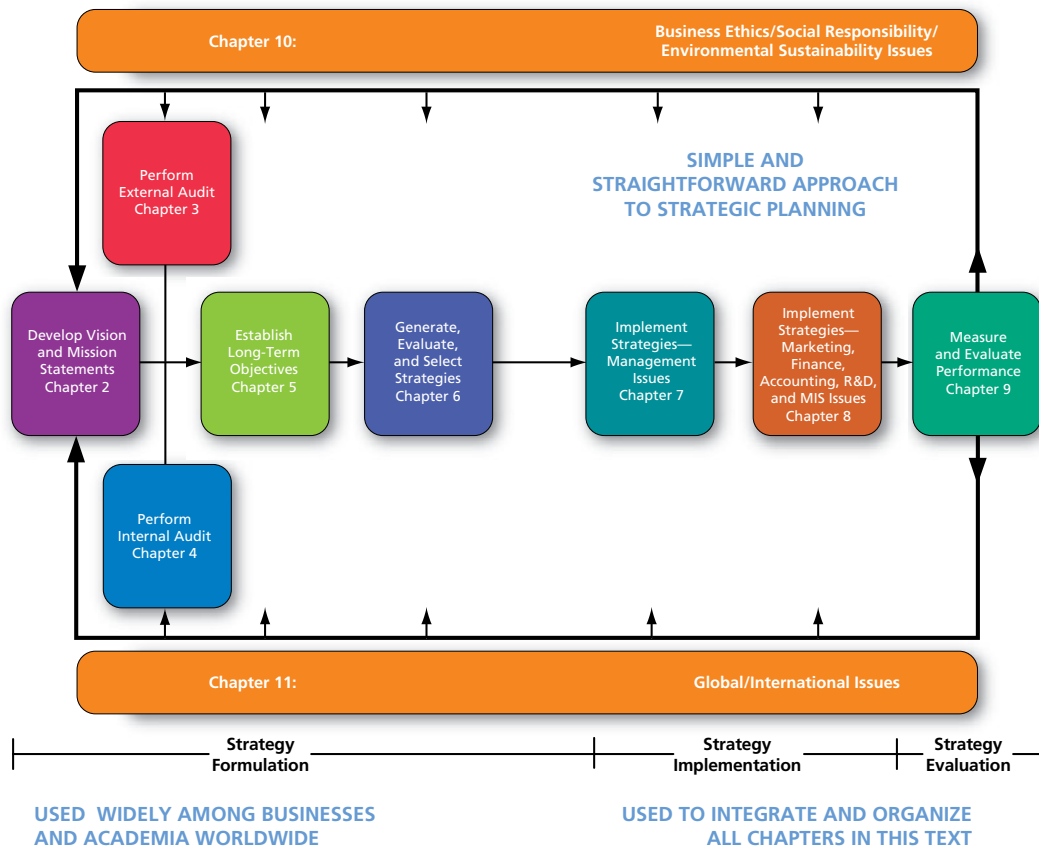 Chapter 10:
Business Ethics/Social Responsibility/
Environmental Sustainability Issues
Perform
External Audit
Chapter 3
SIMPLE AND
STRAIGHTFORWARD APPROACH
TO STRATEGIC PLANNING
Develop Vision
and Mission
Statements
Chapter 2
Establish
Long-Term
Objectives
Chapter 5
Generate,
Evaluate,
and Select
Strategies
Chapter 6
Implement
Strategies—
Management
Issues
Chapter 7
Implement
Strategies—
Marketing,
Finance,
Accounting, R&D,
and MIS Issues
Chapter 8
Measure
and Evaluate
Performance
Chapter 9
Perform
Internal Audit
Chapter 4
Chapter 11:
Global/International Issues
Strategy
Formulation
Strategy
Implementation
Strategy
Evaluation
USED WIDELY AMONG BUSINESSES
AND ACADEMIA WORLDWIDE
USED TO INTEGRATE AND ORGANIZE
ALL CHAPTERS IN THIS TEXT